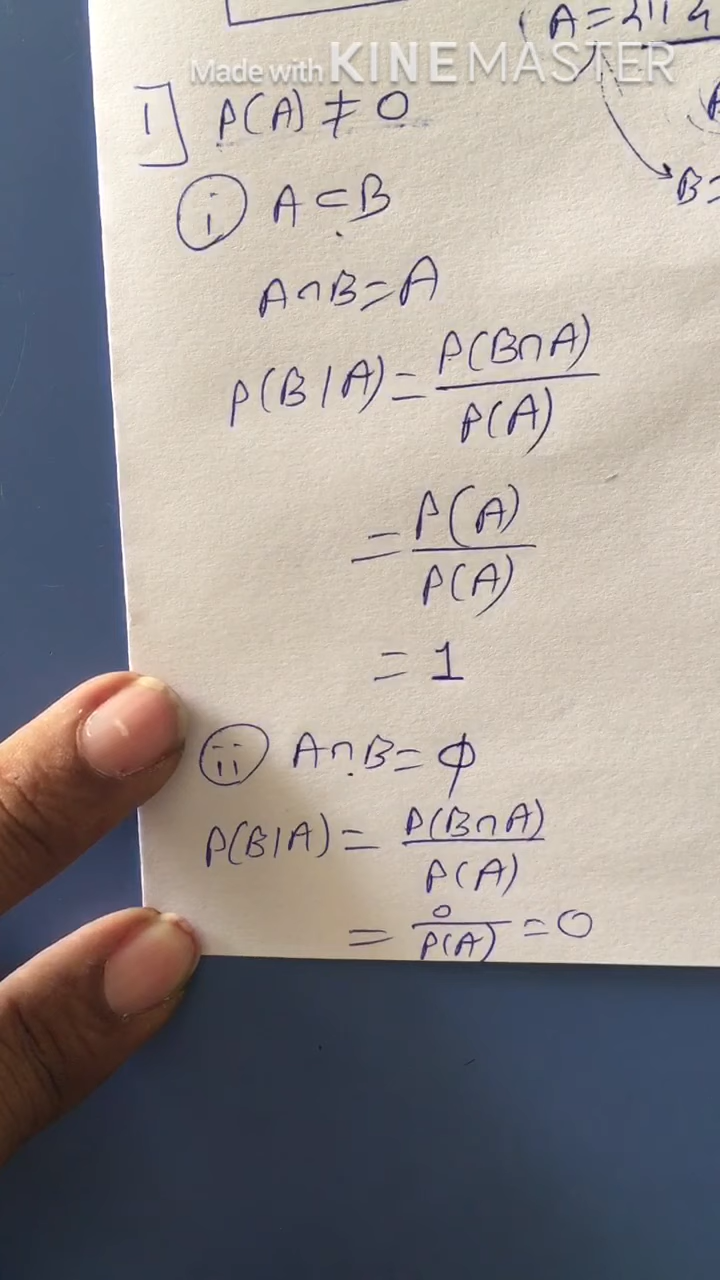 A =
Made with KINEMASTER
1] P(A) ≠ 0
B =
(i) A ⊂ B
A∩B = A
P(B|A) = P(B∩A) / P(A)
= P(A) / P(A)
= 1
(ii) A∩B = ϕ
P(B|A) = P(B∩A) / P(A)
= 0 / P(A) = 0